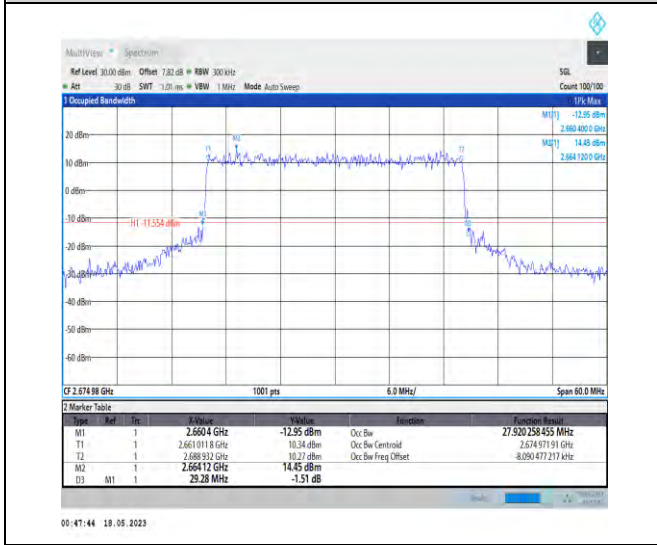 MultiView Spectrum
Ref Level 30.00 dBm Offset 7.82 dB RBW 300 kHz SGL
Att 30 dB SWT 1.01 ms VBW 1 MHz Mode Auto Sweep Count 100/100
1 Occupied Bandwidth 1Pk Max
M1[1] -12.95 dBm
2.660 400 0 GHz
M2[1] 14.45 dBm
2.664 120 0 GHz
20 dBm
T1 M2 T2
10 dBm
0 dBm
-10 dBm
H1 -11.554 dBm
-20 dBm
-30 dBm
-40 dBm
-50 dBm
-60 dBm
CF 2.674 98 GHz 1001 pts 6.0 MHz/ Span 60.0 MHz
2 Marker Table
Type Ref Trc X-Value Y-Value Function Function Result
M1 1 2.6604 GHz -12.95 dBm Occ Bw 27.920 258 455 MHz
T1 1 2.661 011 8 GHz 10.34 dBm Occ Bw Centroid 2.674 971 91 GHz
T2 1 2.688 932 GHz 10.27 dBm Occ Bw Freq Offset -8.090 477 217 kHz
M2 1 2.664 12 GHz 14.45 dBm
D3 M1 1 29.28 MHz -1.51 dB
00:47:44 18.05.2023